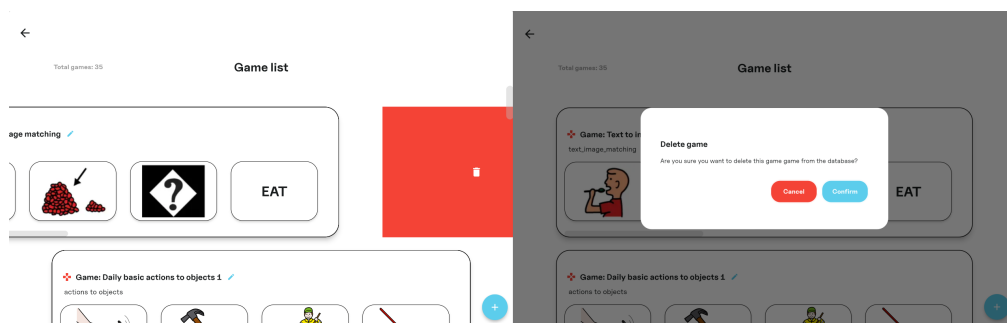 Total games: 35
Game list
age matching
EAT
Game: Daily basic actions to objects 1
actions to objects
+
Total games: 35
Game list
Game: Text to in
text_image_matching
EAT
Delete game
Are you sure you want to delete this game game from the database?
Cancel
Confirm
Game: Daily basic actions to objects 1
actions to objects
+